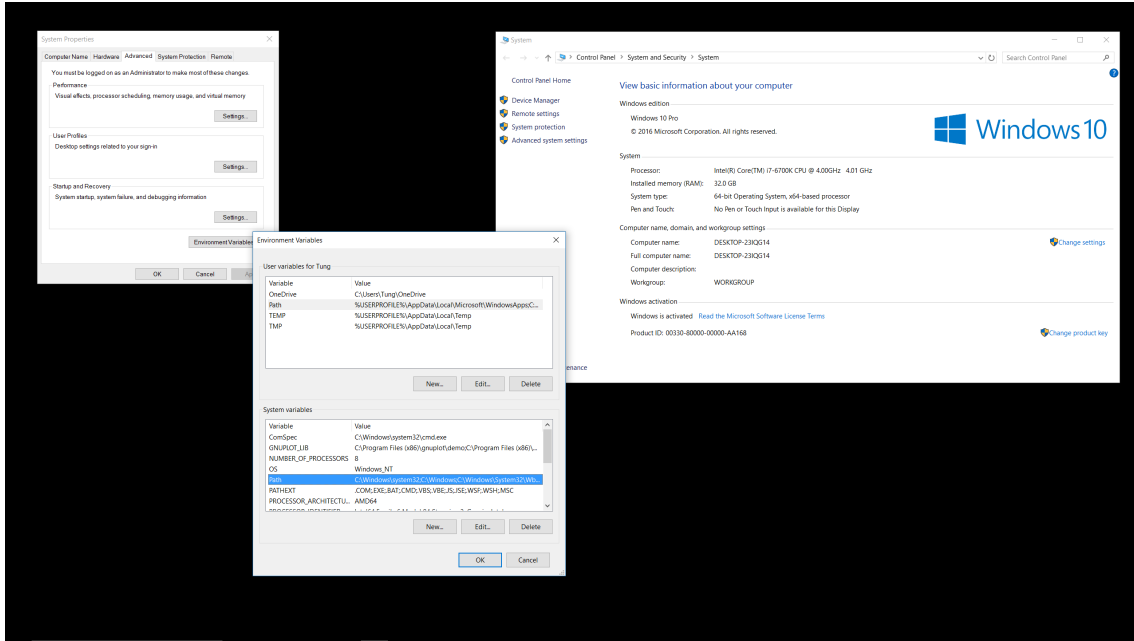 System Properties
Computer Name Hardware Advanced System Protection Remote
You must be logged on as an Administrator to make most of these changes.
Performance
Visual effects, processor scheduling, memory usage, and virtual memory
Settings...
User Profiles
Desktop settings related to your sign-in
Settings...
Startup and Recovery
System startup, system failure, and debugging information
Settings...
Environment Variables
OK Cancel
System
Control Panel > System and Security > System
Search Control Panel
Control Panel Home
Device Manager
Remote settings
System protection
Advanced system settings
View basic information about your computer
Windows edition
Windows 10 Pro
© 2016 Microsoft Corporation. All rights reserved.
Windows 10
System
Processor: Intel(R) Core(TM) i7-6700K CPU @ 4.00GHz 4.01 GHz
Installed memory (RAM): 32.0 GB
System type: 64-bit Operating System, x64-based processor
Pen and Touch: No Pen or Touch Input is available for this Display
Computer name, domain, and workgroup settings
Computer name: DESKTOP-23IQG14
Change settings
Full computer name: DESKTOP-23IQG14
Computer description:
Workgroup: WORKGROUP
Windows activation
Windows is activated Read the Microsoft Software License Terms
Product ID: 00330-80000-00000-AA168
Change product key
enance
Environment Variables
User variables for Tung
Variable Value
OneDrive C:\Users\Tung\OneDrive
Path %USERPROFILE%\AppData\Local\Microsoft\WindowsApps;C...
TEMP %USERPROFILE%\AppData\Local\Temp
TMP %USERPROFILE%\AppData\Local\Temp
New... Edit... Delete
System variables
Variable Value
ComSpec C:\Windows\system32\cmd.exe
GNUPLOT_LIB C:\Program Files (x86)\gnuplot\demo;C:\Program Files (x86)\...
NUMBER_OF_PROCESSORS 8
OS Windows_NT
Path C:\Windows\system32;C:\Windows;C:\Windows\System32\Wb...
PATHEXT .COM;.EXE;.BAT;.CMD;.VBS;.VBE;.JS;.JSE;.WSF;.WSH;.MSC
PROCESSOR_ARCHITECTU... AMD64
New... Edit... Delete
OK Cancel